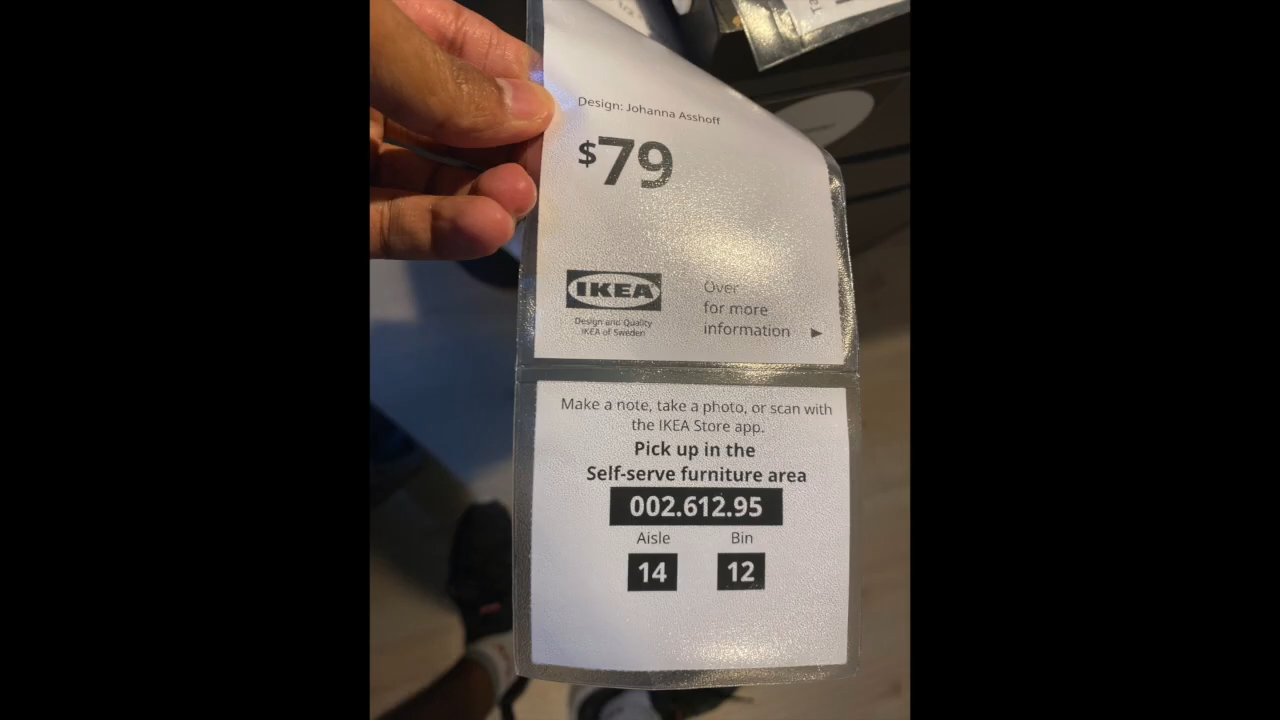 Design: Johanna Asshoff
$79
IKEA
Design and Quality
IKEA of Sweden
Over
for more
information ►
Make a note, take a photo, or scan with
the IKEA Store app.
Pick up in the
Self-serve furniture area
002.612.95
Aisle Bin
14 12